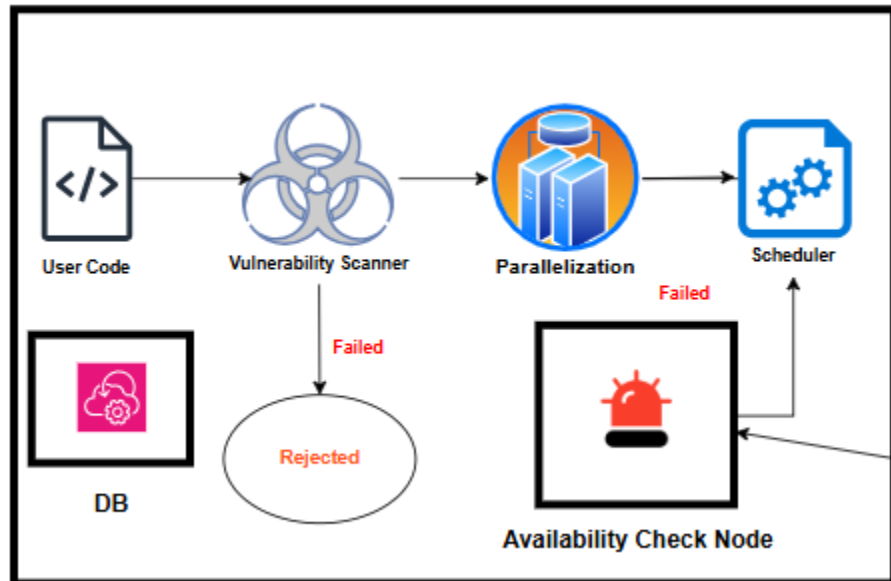 </>
User Code
Vulnerability Scanner
Parallelization
Scheduler
Failed
Failed
Rejected
DB
Availability Check Node